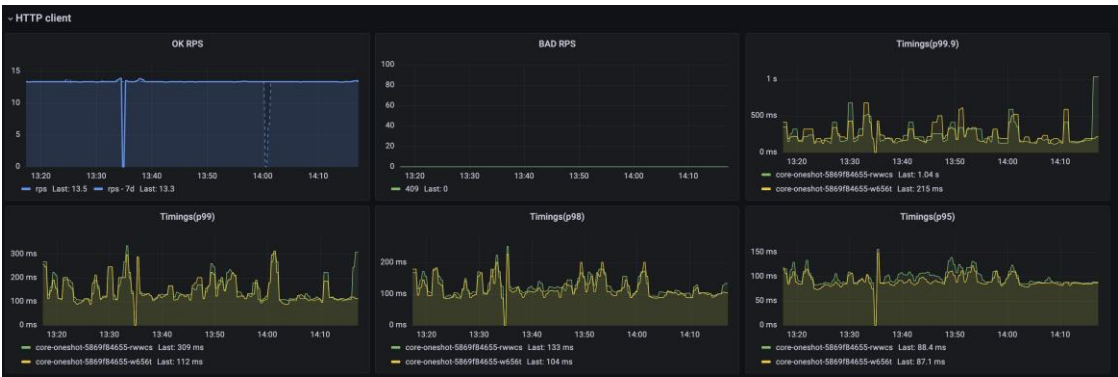 HTTP client
OK RPS
15
10
5
0
13:20 13:30 13:40 13:50 14:00 14:10
rps Last: 13.5 rps - 7d Last: 13.3
BAD RPS
100
80
60
40
20
0
13:20 13:30 13:40 13:50 14:00 14:10
409 Last: 0
Timings(p99.9)
1 s
500 ms
0 ms
13:20 13:30 13:40 13:50 14:00 14:10
core-oneshot-5869f84655-rwwcs Last: 1.04 s
core-oneshot-5869f84655-w656t Last: 215 ms
Timings(p99)
300 ms
200 ms
100 ms
0 ms
13:20 13:30 13:40 13:50 14:00 14:10
core-oneshot-5869f84655-rwwcs Last: 309 ms
core-oneshot-5869f84655-w656t Last: 112 ms
Timings(p98)
200 ms
100 ms
0 ms
13:20 13:30 13:40 13:50 14:00 14:10
core-oneshot-5869f84655-rwwcs Last: 133 ms
core-oneshot-5869f84655-w656t Last: 104 ms
Timings(p95)
150 ms
100 ms
50 ms
0 ms
13:20 13:30 13:40 13:50 14:00 14:10
core-oneshot-5869f84655-rwwcs Last: 88.4 ms
core-oneshot-5869f84655-w656t Last: 87.1 ms